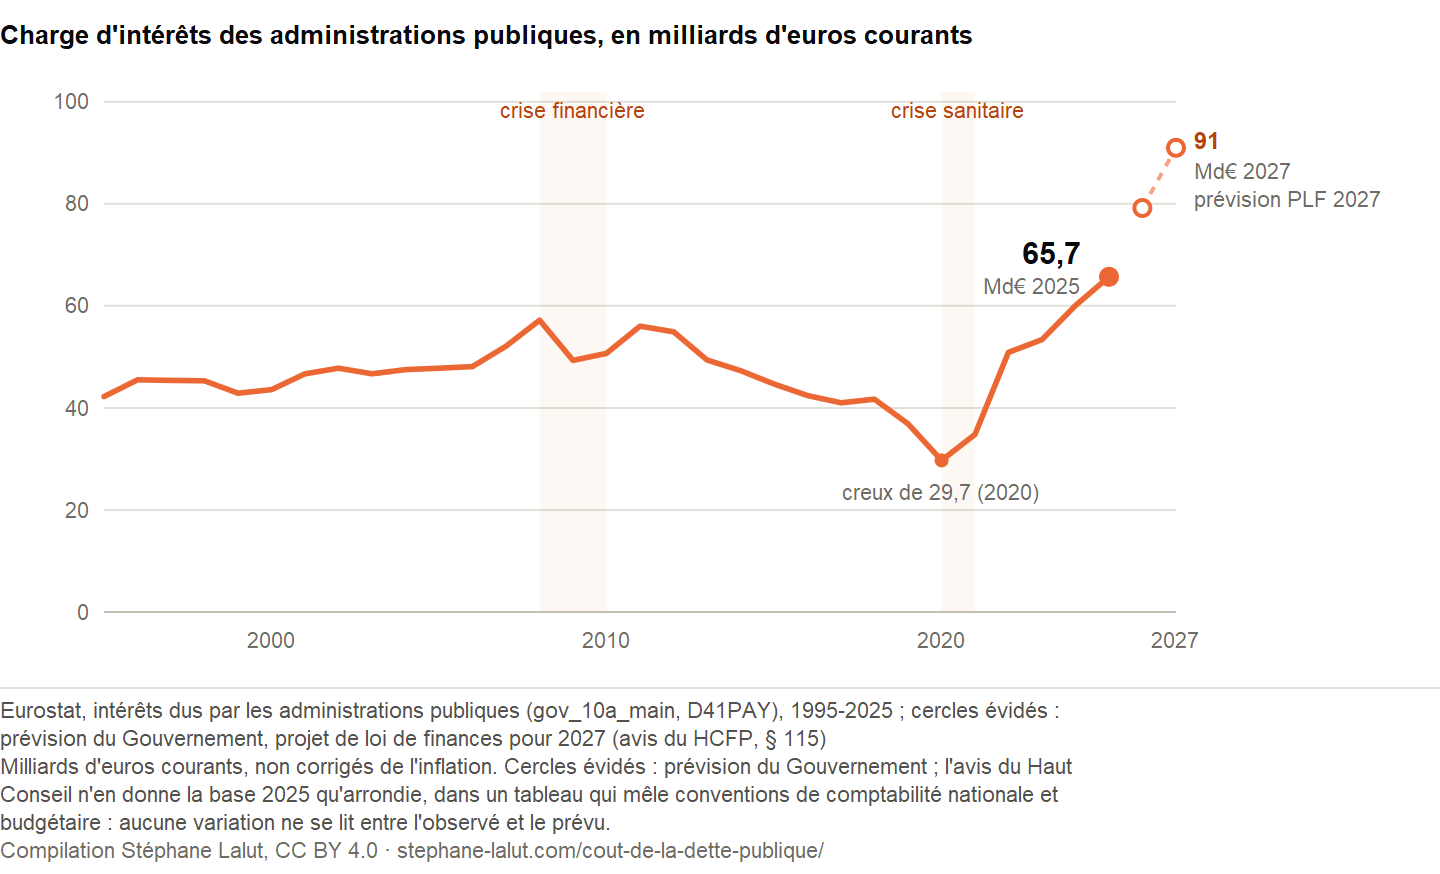 Charge d'intérêts des administrations publiques, en milliards d'euros courants
100
crise financière
crise sanitaire
91
Md€ 2027
prévision PLF 2027
80
65,7
Md€ 2025
60
40
creux de 29,7 (2020)
20
0
2000
2010
2020
2027
Eurostat, intérêts dus par les administrations publiques (gov_10a_main, D41PAY), 1995-2025 ; cercles évidés :
prévision du Gouvernement, projet de loi de finances pour 2027 (avis du HCFP, § 115)
Milliards d'euros courants, non corrigés de l'inflation. Cercles évidés : prévision du Gouvernement ; l'avis du Haut
Conseil n'en donne la base 2025 qu'arrondie, dans un tableau qui mêle conventions de comptabilité nationale et
budgétaire : aucune variation ne se lit entre l'observé et le prévu.
Compilation Stéphane Lalut, CC BY 4.0 · stephane-lalut.com/cout-de-la-dette-publique/